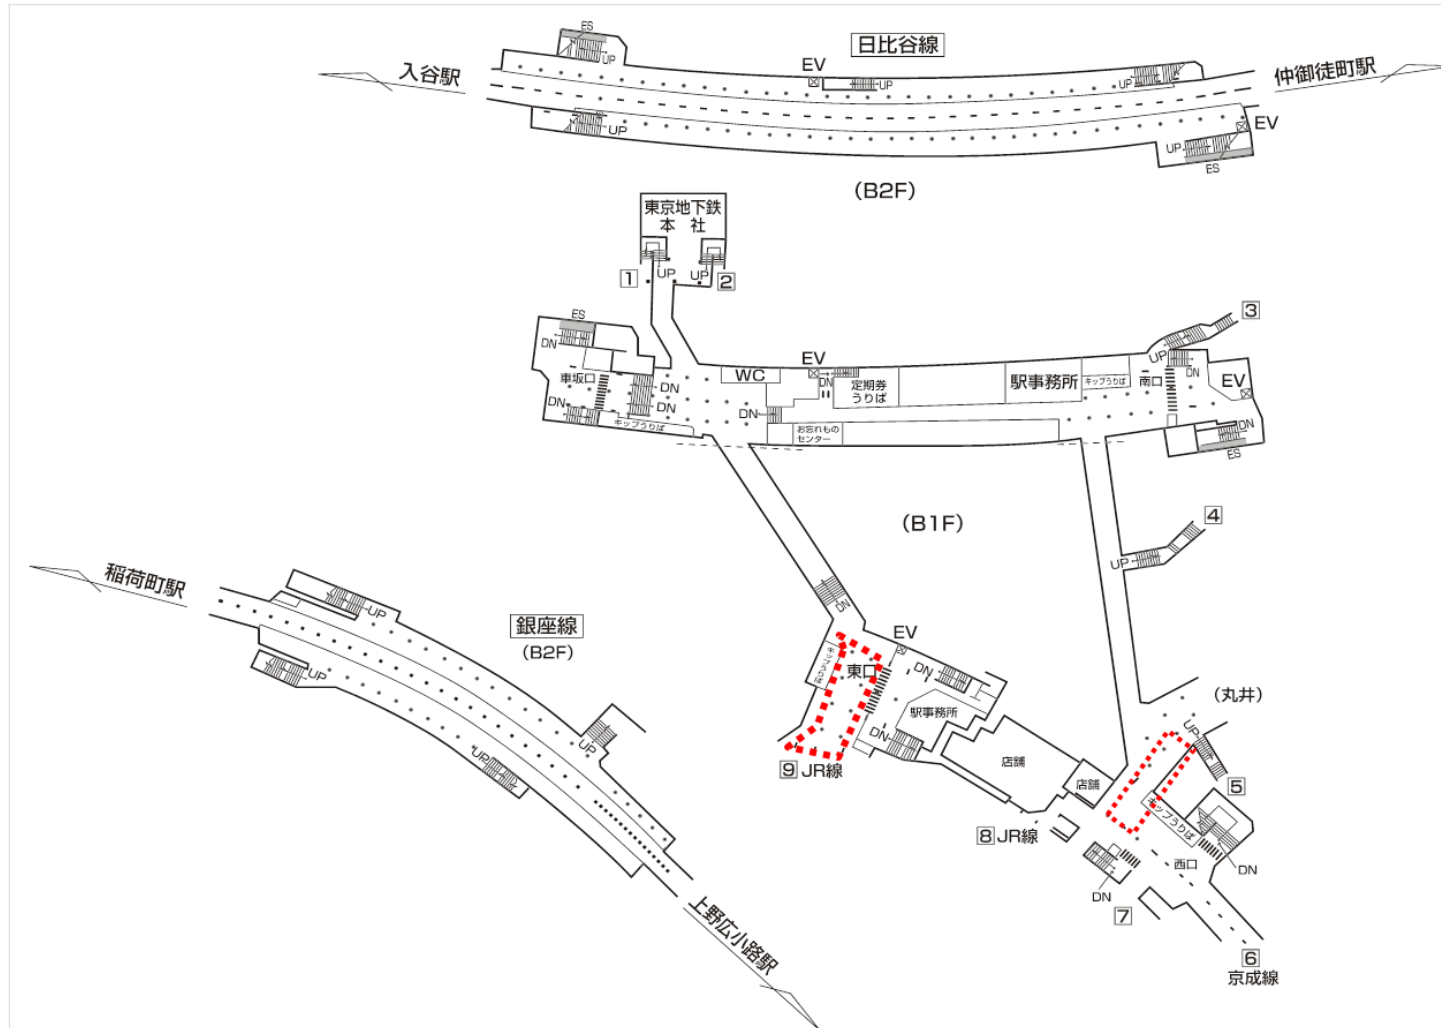 ES
UP
日比谷線
EV
UP
UP
入谷駅
仲御徒町駅
UP
EV
UP
ES
(B2F)
東京地下鉄
本 社
1
UP
UP
2
3
ES
DN
車坂口
DN
DN
DN
キップうりば
WC
EV
DN
定期券
うりば
DN
お忘れもの
センター
駅事務所
キップうりば
UP
南口
DN
EV
DN
ES
(B1F)
4
UP
DN
稲荷町駅
UP
銀座線
(B2F)
UP
UP
UP
上野広小路駅
EV
キップうりば
東口
DN
駅事務所
DN
9 JR線
店舗
店舗
8 JR線
(丸井)
UP
5
キップうりば
西口
DN
DN
7
6
京成線